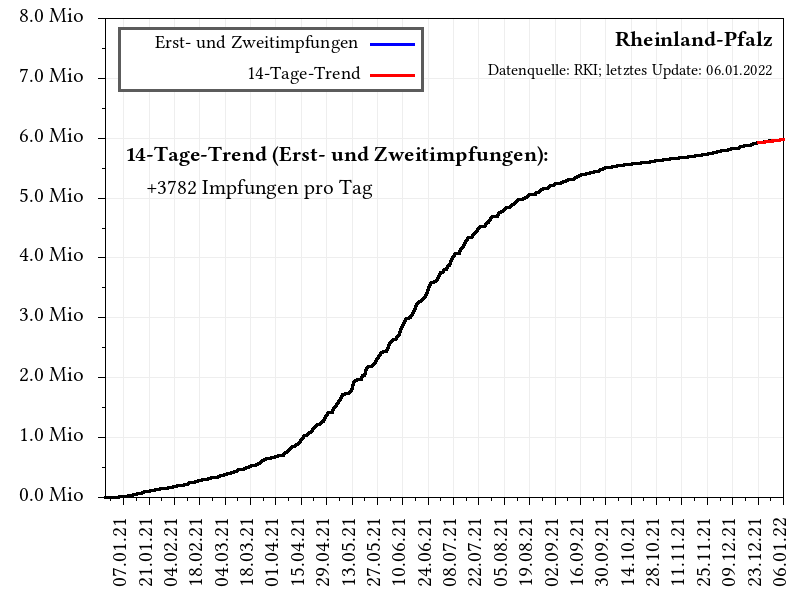 8.0 Mio
7.0 Mio
6.0 Mio
5.0 Mio
4.0 Mio
3.0 Mio
2.0 Mio
1.0 Mio
0.0 Mio
Erst- und Zweitimpfungen
14-Tage-Trend
Rheinland-Pfalz
Datenquelle: RKI; letztes Update: 06.01.2022
14-Tage-Trend (Erst- und Zweitimpfungen):
+3782 Impfungen pro Tag
07.01.21
21.01.21
04.02.21
18.02.21
04.03.21
18.03.21
01.04.21
15.04.21
29.04.21
13.05.21
27.05.21
10.06.21
24.06.21
08.07.21
22.07.21
05.08.21
19.08.21
02.09.21
16.09.21
30.09.21
14.10.21
28.10.21
11.11.21
25.11.21
09.12.21
23.12.21
06.01.22